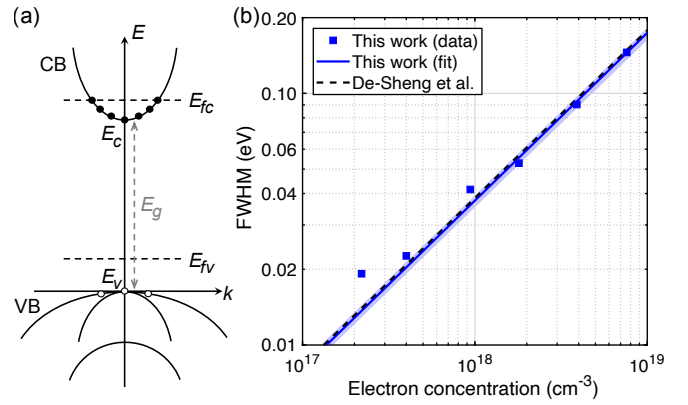 (a)
E
CB
E_fc
E_c
E_g
E_fv
E_v
VB
k
(b)
FWHM (eV)
0.20
0.10
0.06
0.04
0.02
0.01
This work (data)
This work (fit)
De-Sheng et al.
10^17
10^18
10^19
Electron concentration (cm^-3)